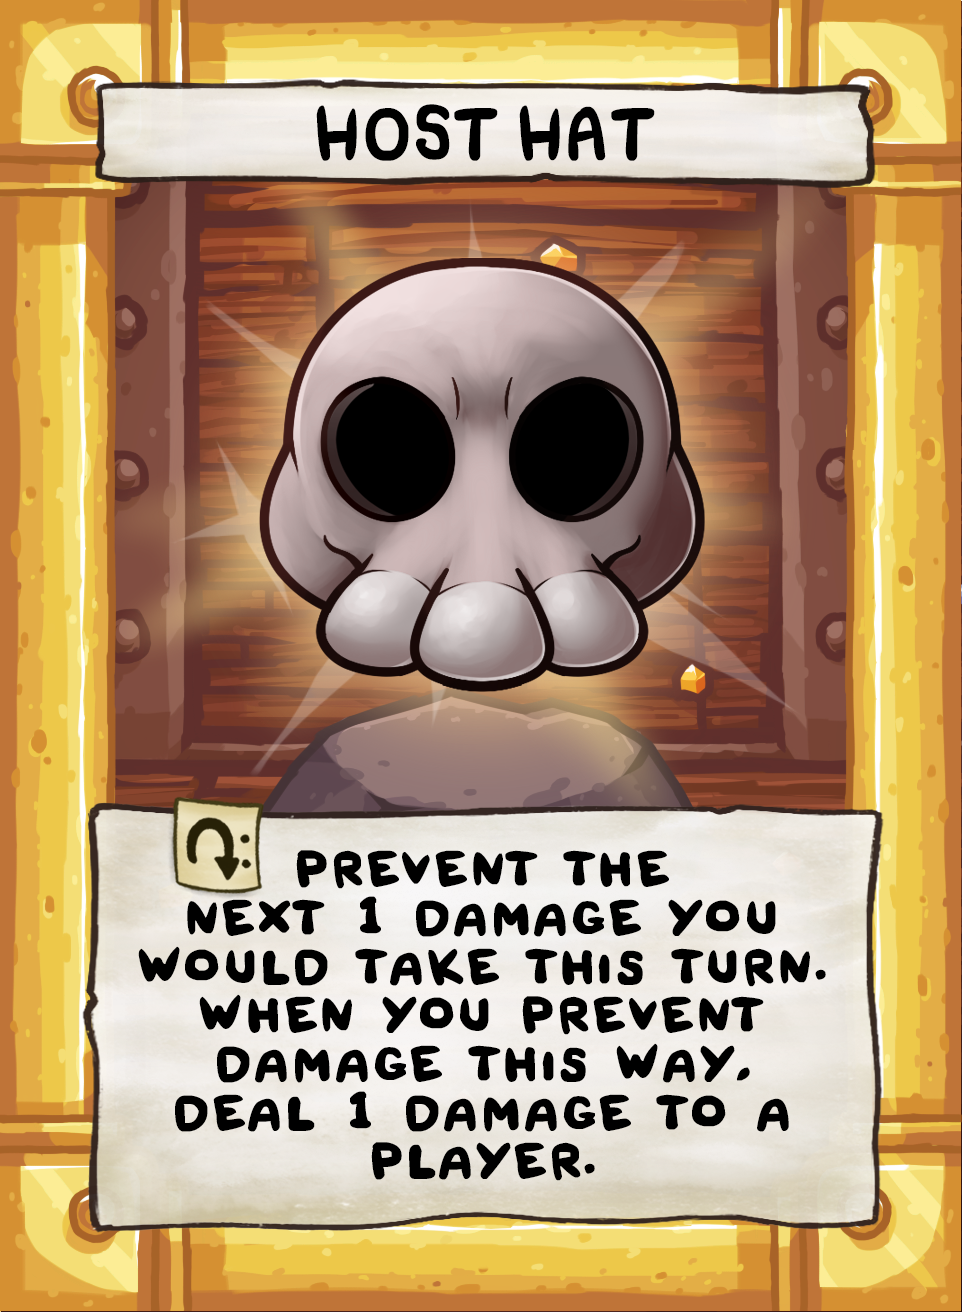 HOST HAT
PREVENT THE
NEXT 1 DAMAGE YOU
WOULD TAKE THIS TURN.
WHEN YOU PREVENT
DAMAGE THIS WAY,
DEAL 1 DAMAGE TO A
PLAYER.